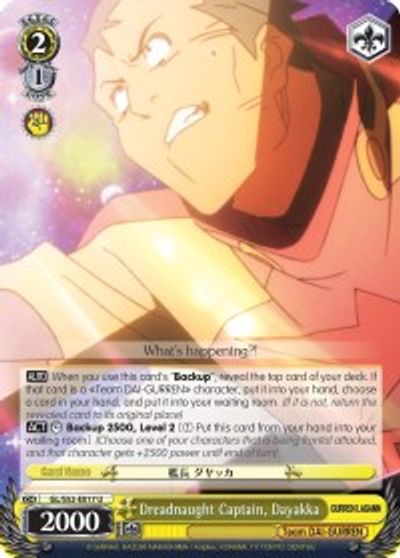 2
1
What's happening?!
AUTO When you use this card's "Backup", reveal the top card of your deck. If
that card is a «Team DAI-GURREN» character, put it into your hand, choose
a card in your hand, and put it into your waiting room. (If it is not, return the
revealed card to its original place)
ACT Backup 2500, Level 2 [Put this card from your hand into your
waiting room] (Choose one of your characters that is being frontal attacked,
and that character gets +2500 power until end of turn)
Card Name
艦長 ダヤッカ
Dreadnaught Captain, Dayakka
GURREN LAGANN
2000
Team DAI-GURREN